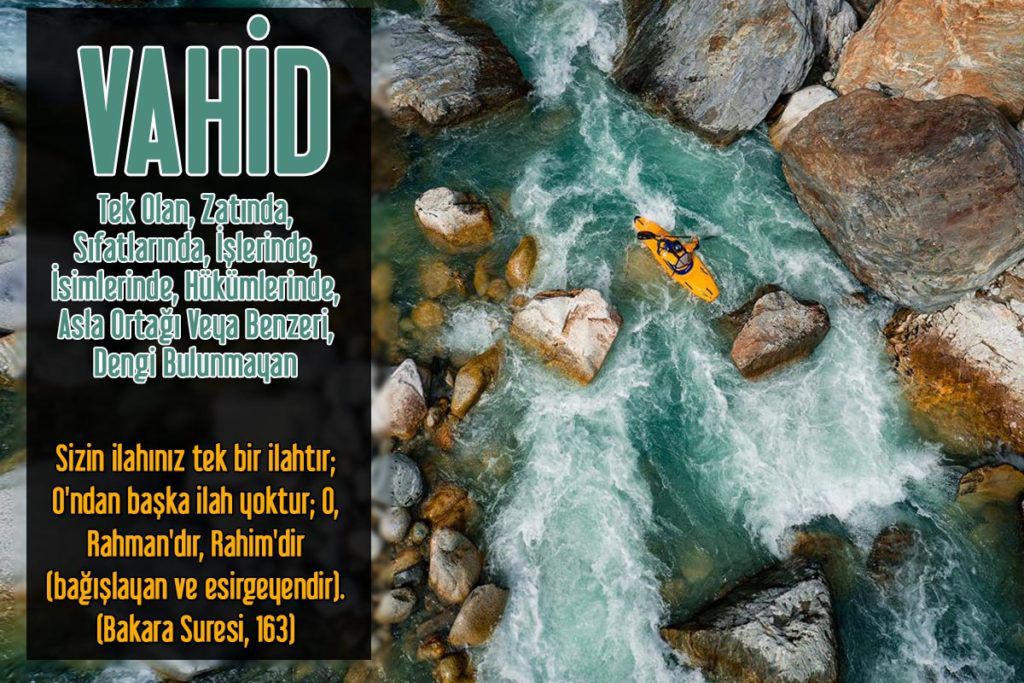 VAHİD
Tek Olan, Zatında,
Sıfatlarında, İşlerinde,
İsimlerinde, Hükümlerinde,
Asla Ortağı Veya Benzeri,
Dengi Bulunmayan
Sizin ilahınız tek bir ilahtır;
O'ndan başka ilah yoktur; O,
Rahman'dır, Rahim'dir
(bağışlayan ve esirgeyendir).
(Bakara Suresi, 163)